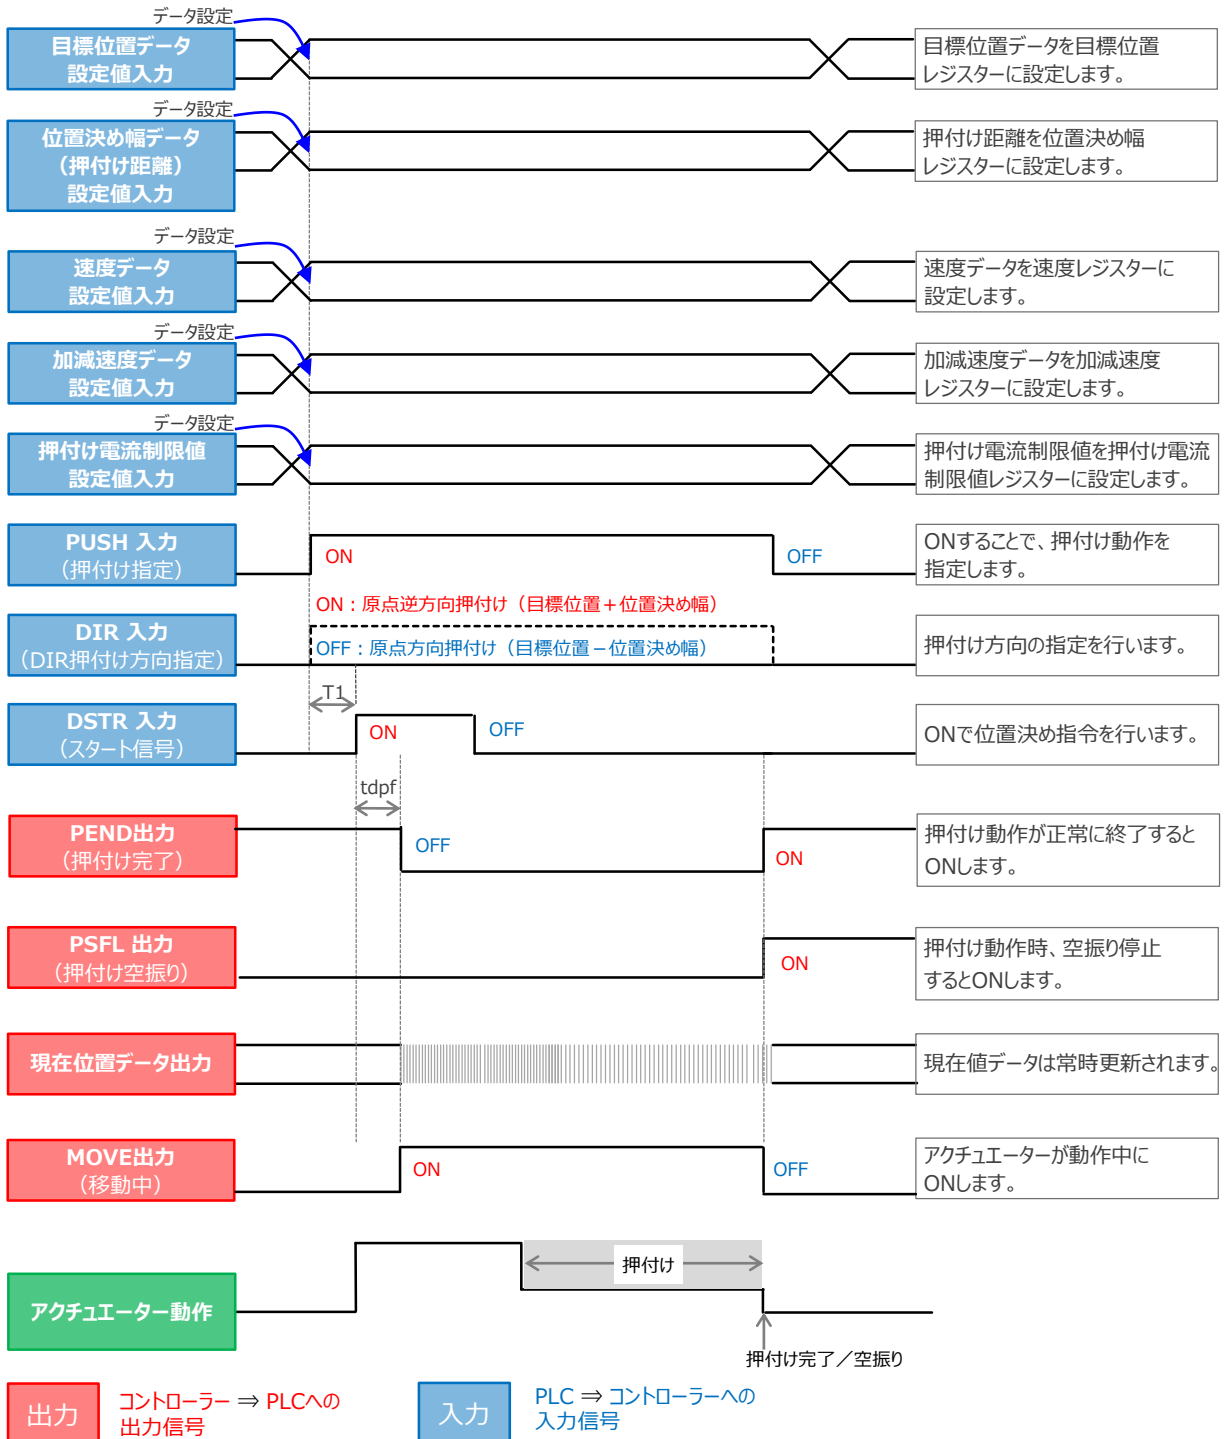 データ設定
目標位置データ
設定値入力
目標位置データを目標位置
レジスターに設定します。
データ設定
位置決め幅データ
（押付け距離）
設定値入力
押付け距離を位置決め幅
レジスターに設定します。
データ設定
速度データ
設定値入力
速度データを速度レジスターに
設定します。
データ設定
加減速度データ
設定値入力
加減速度データを加減速度
レジスターに設定します。
データ設定
押付け電流制限値
設定値入力
押付け電流制限値を押付け電流
制限値レジスターに設定します。
PUSH 入力
（押付け指定）
ON
OFF
ONすることで、押付け動作を
指定します。
ON：原点逆方向押付け（目標位置＋位置決め幅）
DIR 入力
（DIR押付け方向指定）
OFF：原点方向押付け（目標位置－位置決め幅）
押付け方向の指定を行います。
T1
DSTR 入力
（スタート信号）
ON
OFF
ONで位置決め指令を行います。
tdpf
PEND出力
（押付け完了）
OFF
ON
押付け動作が正常に終了すると
ONします。
PSFL 出力
（押付け空振り）
ON
押付け動作時、空振り停止
するとONします。
現在位置データ出力
現在値データは常時更新されます。
MOVE出力
（移動中）
ON
OFF
アクチュエーターが動作中に
ONします。
押付け
アクチュエーター動作
押付け完了／空振り
出力
コントローラー ⇒ PLCへの
出力信号
入力
PLC ⇒ コントローラーへの
入力信号